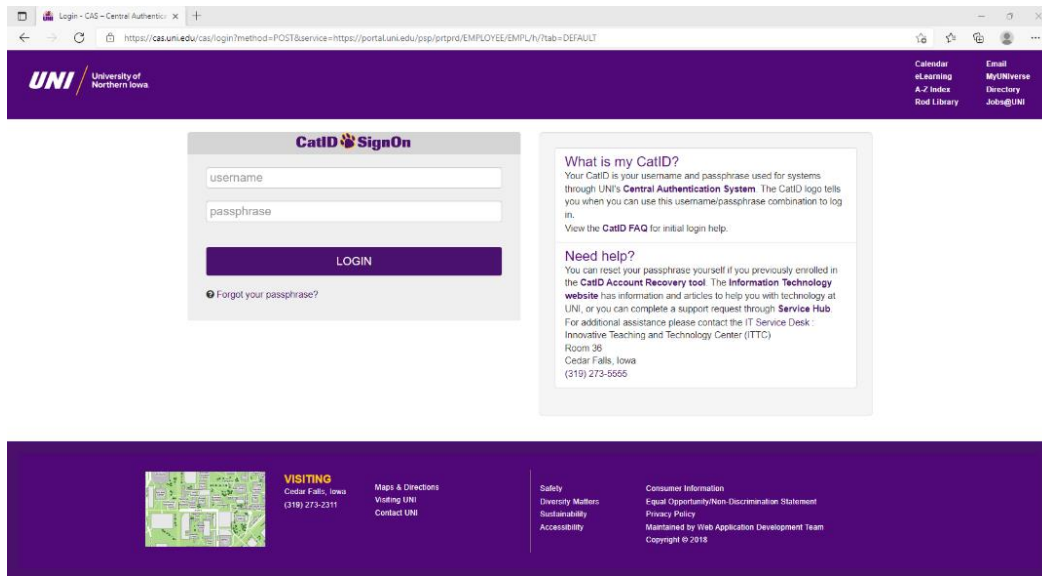 Login - CAS – Central Authentic
https://cas.uni.edu/cas/login?method=POST&service=https://portal.uni.edu/psp/prtprd/EMPLOYEE/EMPL/h/?tab=DEFAULT
UNI
University of
Northern Iowa
Calendar
eLearning
A-Z Index
Rod Library
Email
MyUNIverse
Directory
Jobs@UNI
CatID SignOn
username
passphrase
LOGIN
Forgot your passphrase?
What is my CatID?
Your CatID is your username and passphrase used for systems
through UNI's Central Authentication System. The CatID logo tells
you when you can use this username/passphrase combination to log
in.
View the CatID FAQ for initial login help.
Need help?
You can reset your passphrase yourself if you previously enrolled in
the CatID Account Recovery tool. The Information Technology
website has information and articles to help you with technology at
UNI, or you can complete a support request through Service Hub.
For additional assistance please contact the IT Service Desk :
Innovative Teaching and Technology Center (ITTC)
Room 36
Cedar Falls, Iowa
(319) 273-5555
VISITING
Cedar Falls, Iowa
(319) 273-2311
Maps & Directions
Visiting UNI
Contact UNI
Safety
Diversity Matters
Sustainability
Accessibility
Consumer Information
Equal Opportunity/Non-Discrimination Statement
Privacy Policy
Maintained by Web Application Development Team
Copyright © 2018